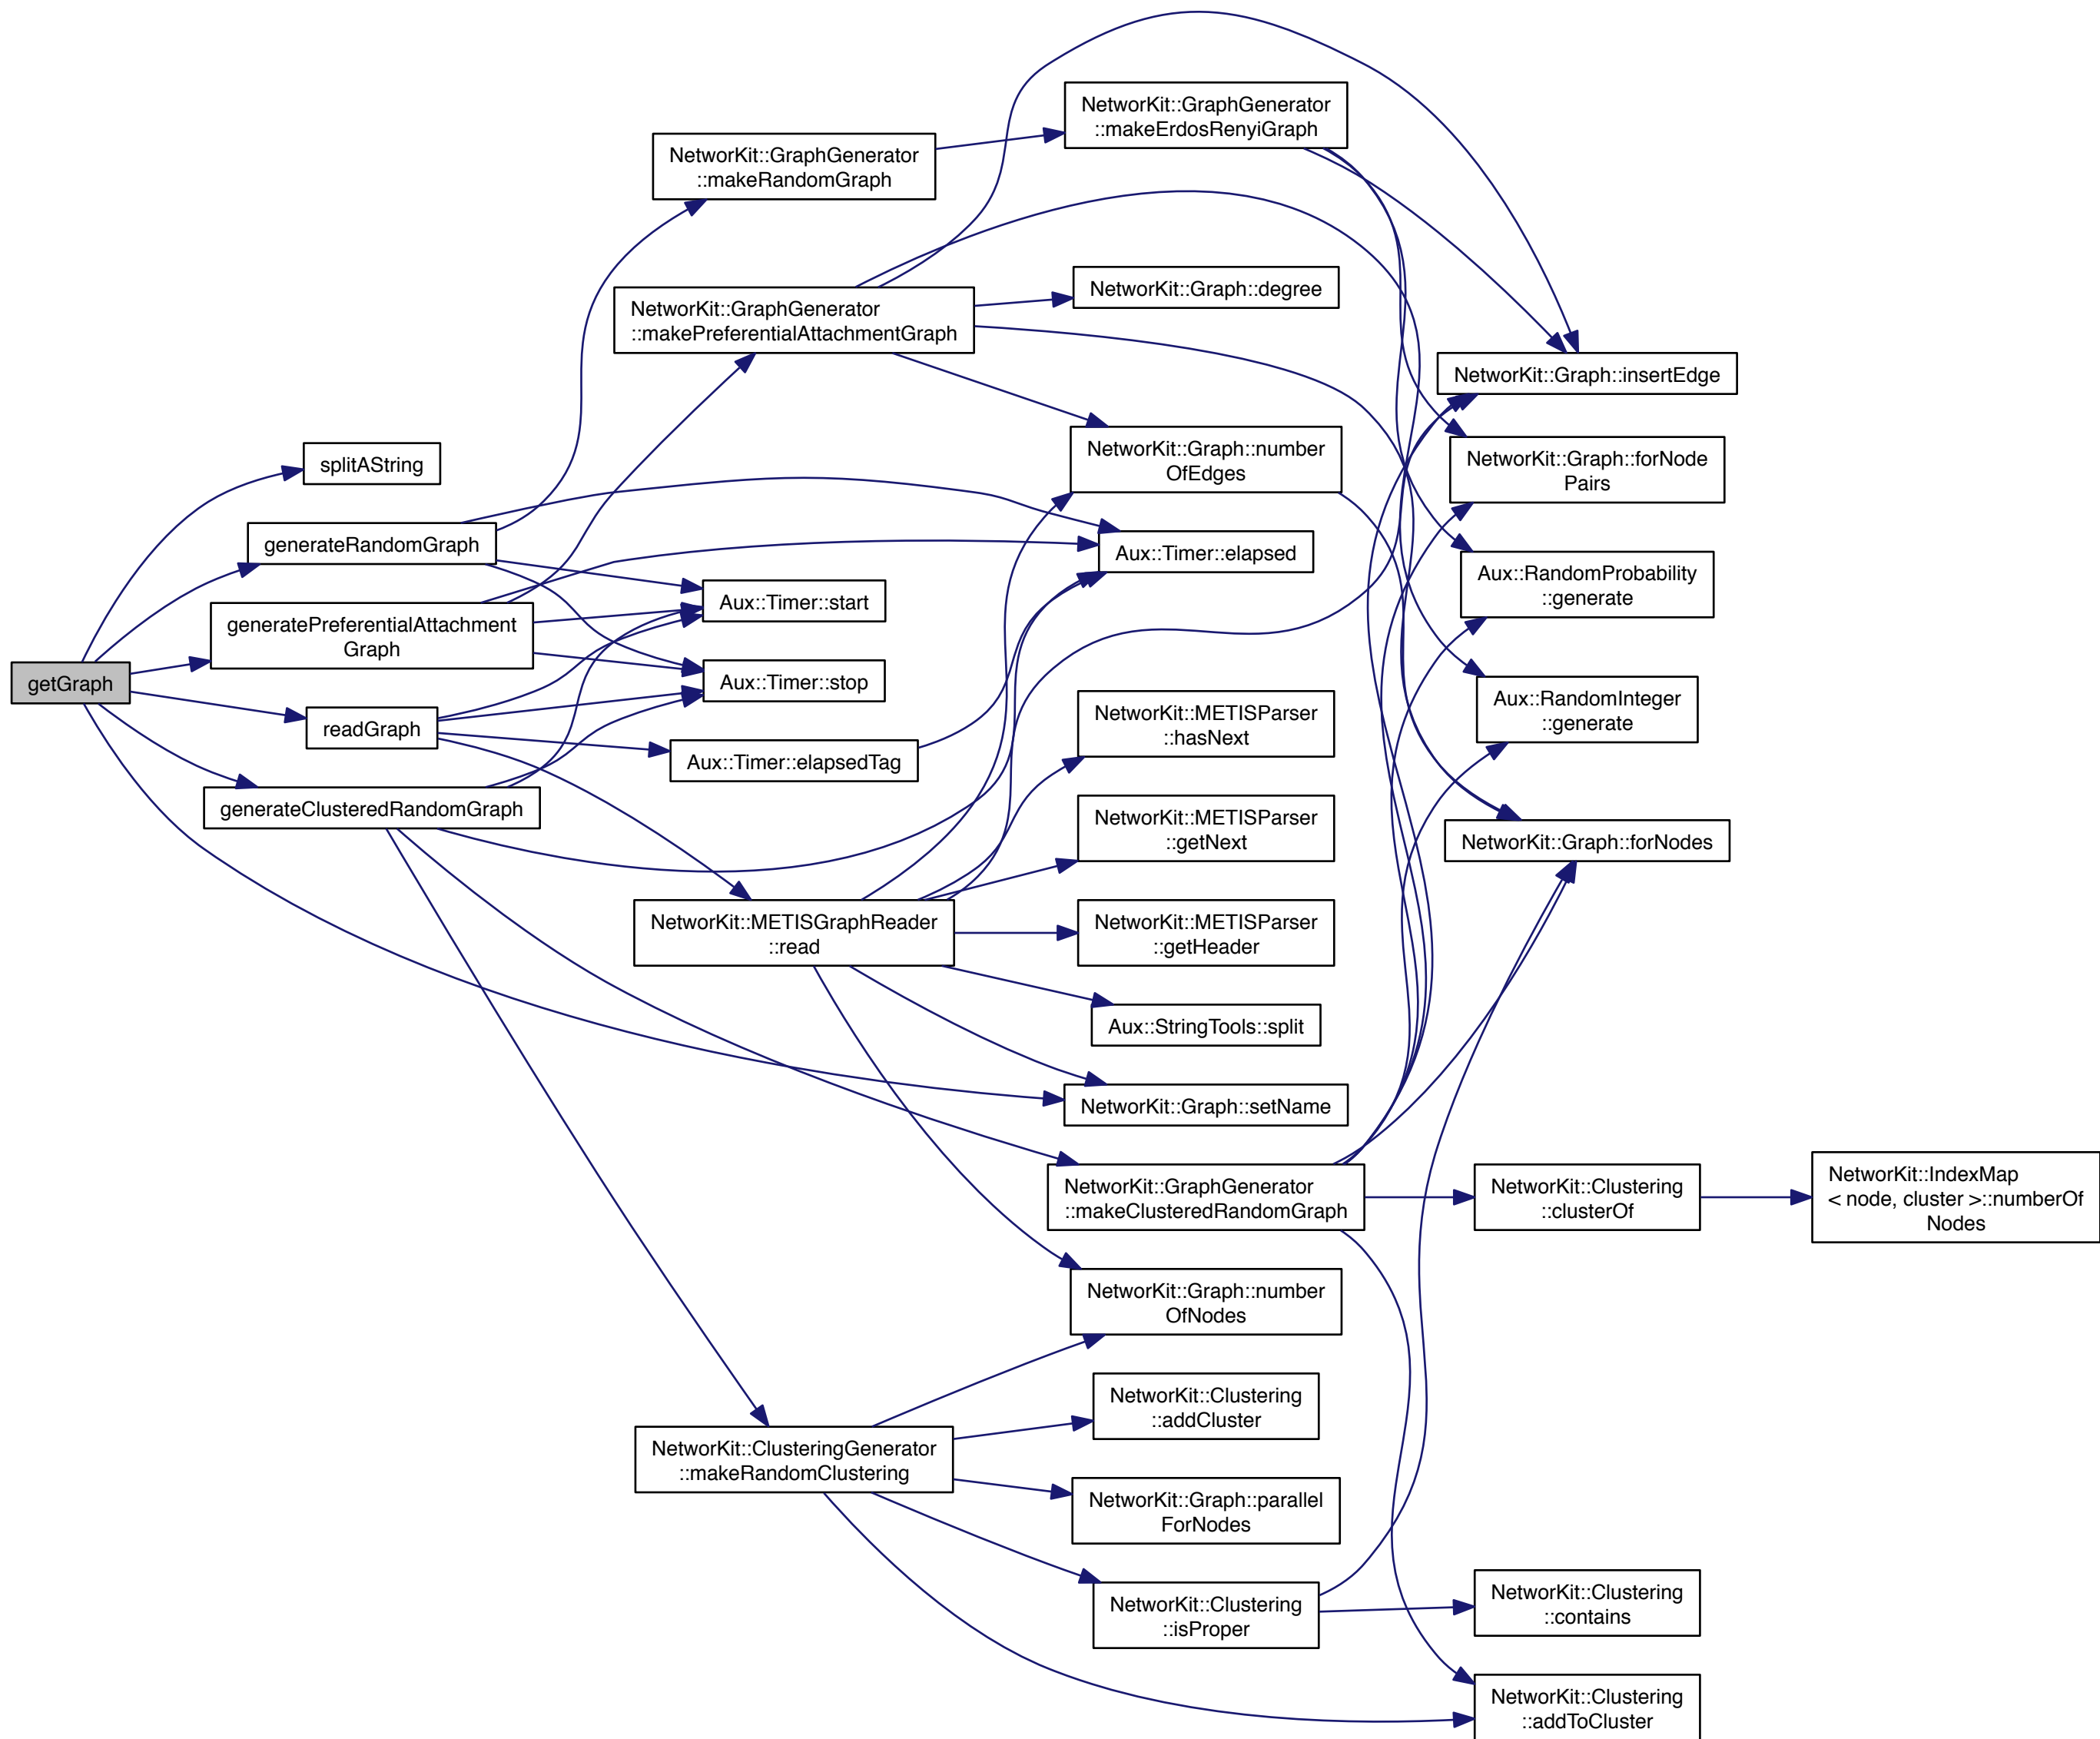 getGraph
splitAString
generateRandomGraph
generatePreferentialAttachment
Graph
readGraph
generateClusteredRandomGraph
NetworKit::GraphGenerator
::makeRandomGraph
NetworKit::GraphGenerator
::makePreferentialAttachmentGraph
Aux::Timer::start
Aux::Timer::stop
Aux::Timer::elapsedTag
NetworKit::METISGraphReader
::read
NetworKit::ClusteringGenerator
::makeRandomClustering
NetworKit::GraphGenerator
::makeErdosRenyiGraph
NetworKit::Graph::degree
NetworKit::Graph::number
OfEdges
Aux::Timer::elapsed
NetworKit::METISParser
::hasNext
NetworKit::METISParser
::getNext
NetworKit::METISParser
::getHeader
Aux::StringTools::split
NetworKit::Graph::setName
NetworKit::GraphGenerator
::makeClusteredRandomGraph
NetworKit::Graph::number
OfNodes
NetworKit::Clustering
::addCluster
NetworKit::Graph::parallel
ForNodes
NetworKit::Clustering
::isProper
NetworKit::Graph::insertEdge
NetworKit::Graph::forNode
Pairs
Aux::RandomProbability
::generate
Aux::RandomInteger
::generate
NetworKit::Graph::forNodes
NetworKit::Clustering
::clusterOf
NetworKit::Clustering
::contains
NetworKit::Clustering
::addToCluster
NetworKit::IndexMap
< node, cluster >::numberOf
Nodes